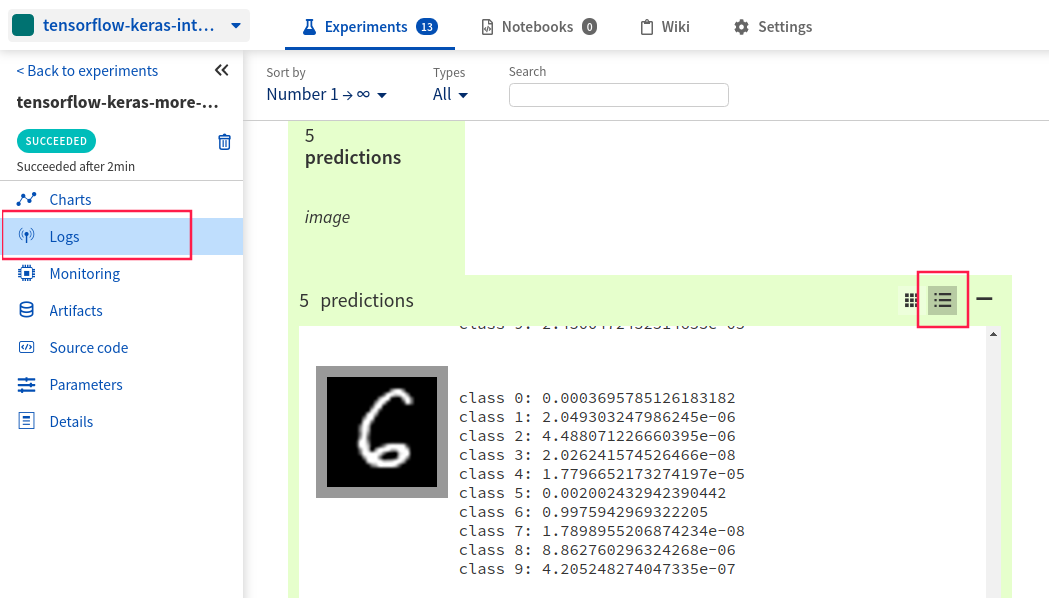 tensorflow-keras-int...
Experiments 13
Notebooks 0
Wiki
Settings
< Back to experiments
tensorflow-keras-more-...
SUCCEEDED
Succeeded after 2min
Charts
Logs
Monitoring
Artifacts
Source code
Parameters
Details
Sort by
Number 1 → ∞
Types
All
Search
5
predictions
image
5 predictions
6
class 0: 0.0003695785126183182
class 1: 2.049303247986245e-06
class 2: 4.488071226660395e-06
class 3: 2.026241574526466e-08
class 4: 1.7796652173274197e-05
class 5: 0.002002432942390442
class 6: 0.9975942969322205
class 7: 1.7898955206874234e-08
class 8: 8.862760296324268e-06
class 9: 4.205248274047335e-07